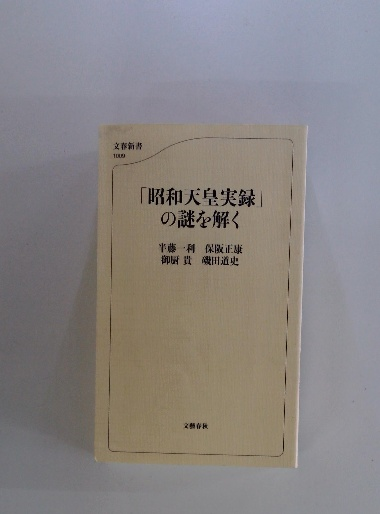 文春新書
1009
「昭和天皇実録」
の謎を解く
半藤一利 保阪正康
御厨 貴 磯田道史
文藝春秋